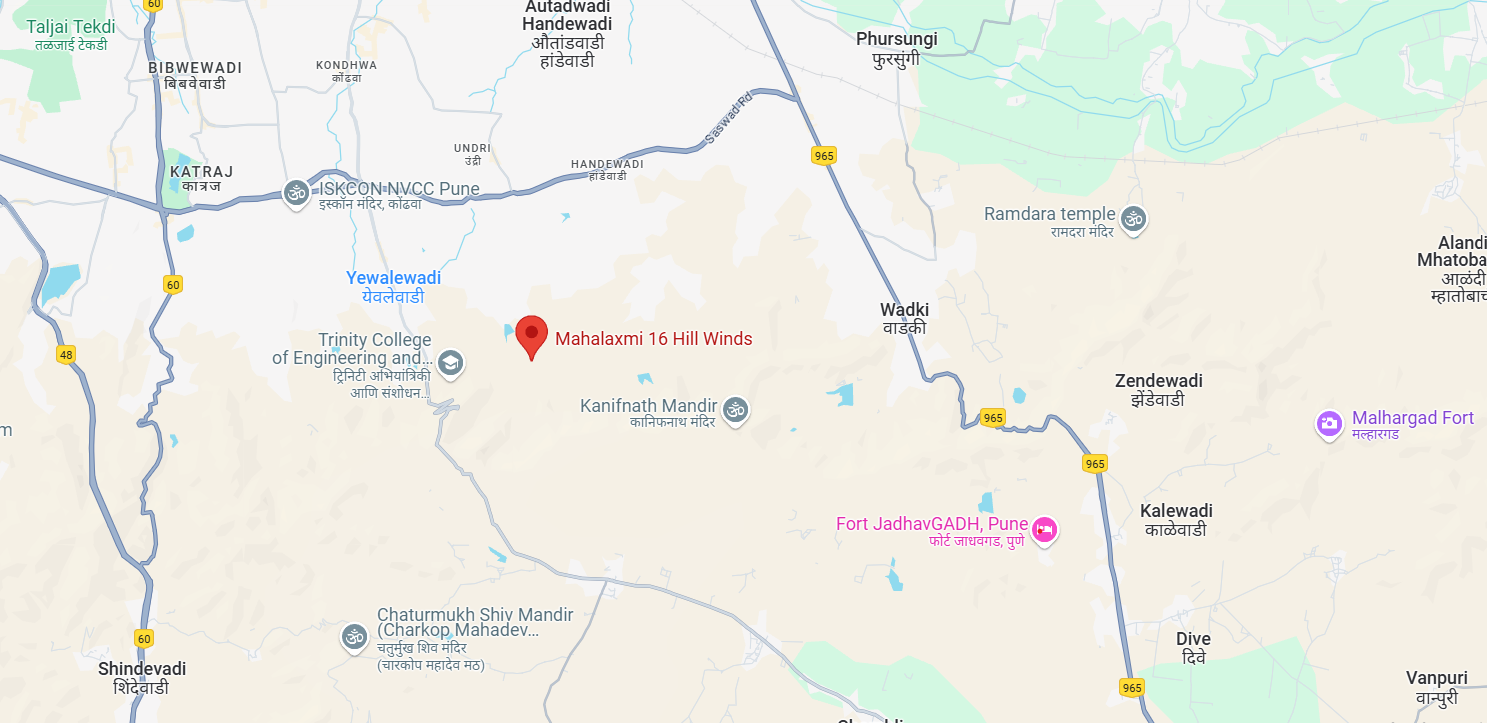 60
Autadwadi
Handewadi
औतांडवाडी
हांडेवाडी
Taljai Tekdi
तळजाई टेकडी
Phursungi
फुरसुंगी
BIBWEWADI
बिबवेवाडी
KONDHWA
कोंढवा
Saswad Rd
UNDRI
उंद्री
HANDEWADI
हांडेवाडी
965
KATRAJ
कात्रज
ISKCON NVCC Pune
इस्कॉन मंदिर, कोंढवा
Ramdara temple
रामदरा मंदिर
Alandi
Mhatoba
आळंदी
म्हातोबाच
Yewalewadi
येवलेवाडी
60
Wadki
वाडकी
48
Trinity College
of Engineering and...
ट्रिनिटी अभियांत्रिकी
आणि संशोधन...
Mahalaxmi 16 Hill Winds
Zendewadi
झेंडेवाडी
Kanifnath Mandir
कानिफनाथ मंदिर
965
Malhargad Fort
मल्हारगड
m
965
Kalewadi
काळेवाडी
Fort JadhavGADH, Pune
फोर्ट जाधवगड, पुणे
Chaturmukh Shiv Mandir
(Charkop Mahadev...
चतुर्मुख शिव मंदिर
(चारकोप महादेव मठ)
60
Shindevadi
शिंदेवाडी
Dive
दिवे
965
Vanpuri
वान्पुरी